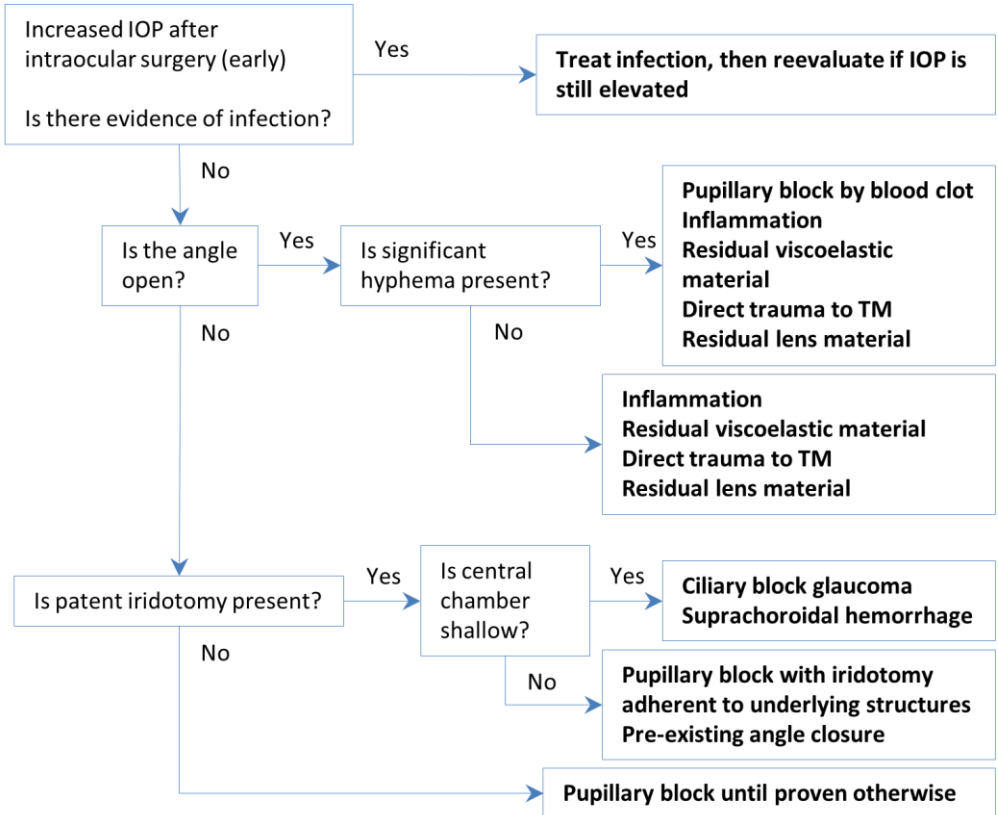 Increased IOP after
intraocular surgery (early)
Is there evidence of infection?
Yes
Treat infection, then reevaluate if IOP is
still elevated
No
Is the angle
open?
Yes
Is significant
hyphema present?
Yes
Pupillary block by blood clot
Inflammation
Residual viscoelastic
material
Direct trauma to TM
Residual lens material
No
Inflammation
Residual viscoelastic material
Direct trauma to TM
Residual lens material
No
Is patent iridotomy present?
Yes
Is central
chamber
shallow?
Yes
Ciliary block glaucoma
Suprachoroidal hemorrhage
No
Pupillary block with iridotomy
adherent to underlying structures
Pre-existing angle closure
No
Pupillary block until proven otherwise